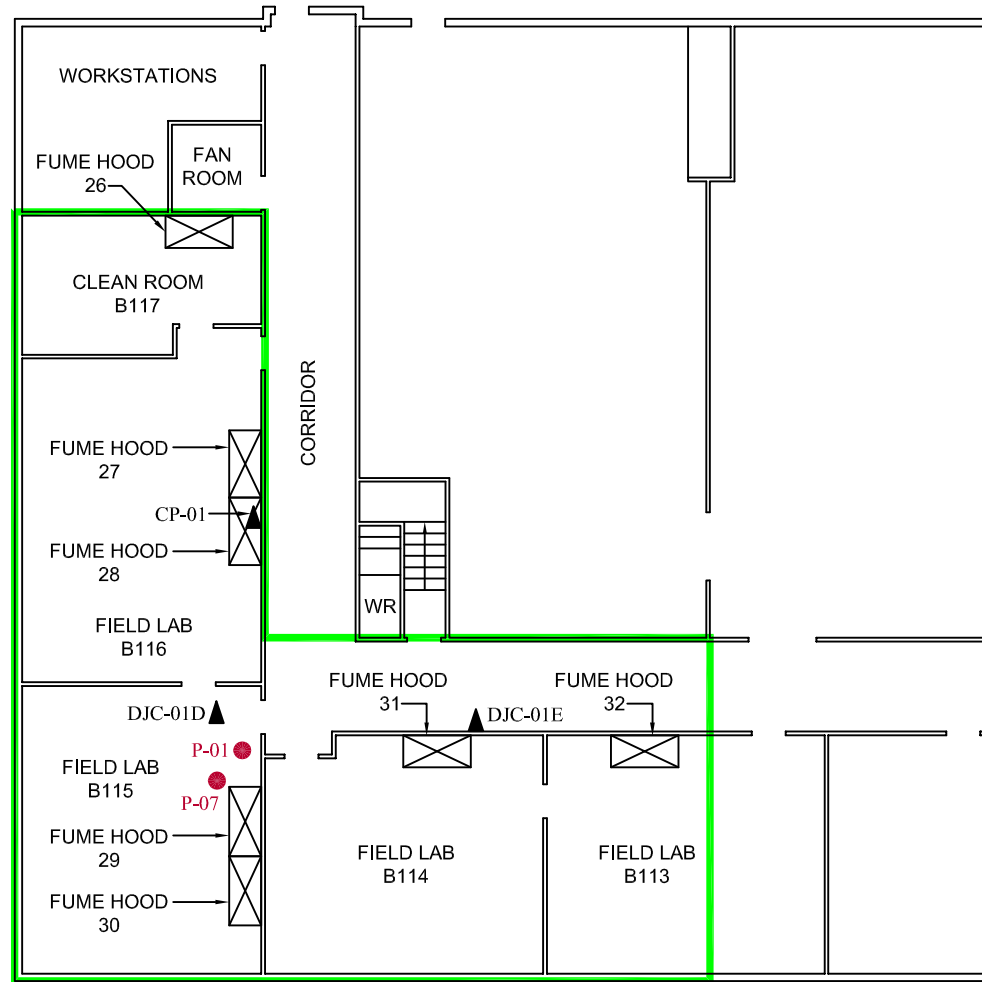 WORKSTATIONS
FAN
ROOM
FUME HOOD
26
CLEAN ROOM
B117
CORRIDOR
FUME HOOD
27
CP-01
FUME HOOD
28
WR
FIELD LAB
B116
FUME HOOD
31
FUME HOOD
32
DJC-01D
DJC-01E
P-01
FIELD LAB
B115
P-07
FUME HOOD
29
FIELD LAB
B114
FIELD LAB
B113
FUME HOOD
30